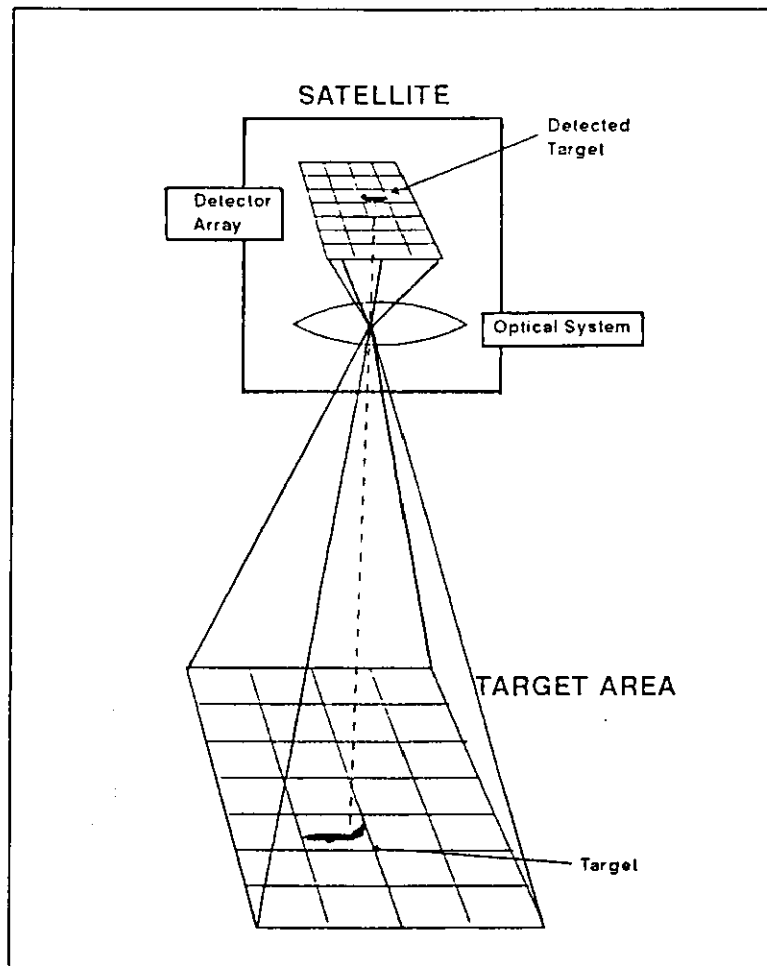 SATELLITE
Detected
Target
Detector
Array
Optical System
TARGET AREA
Target